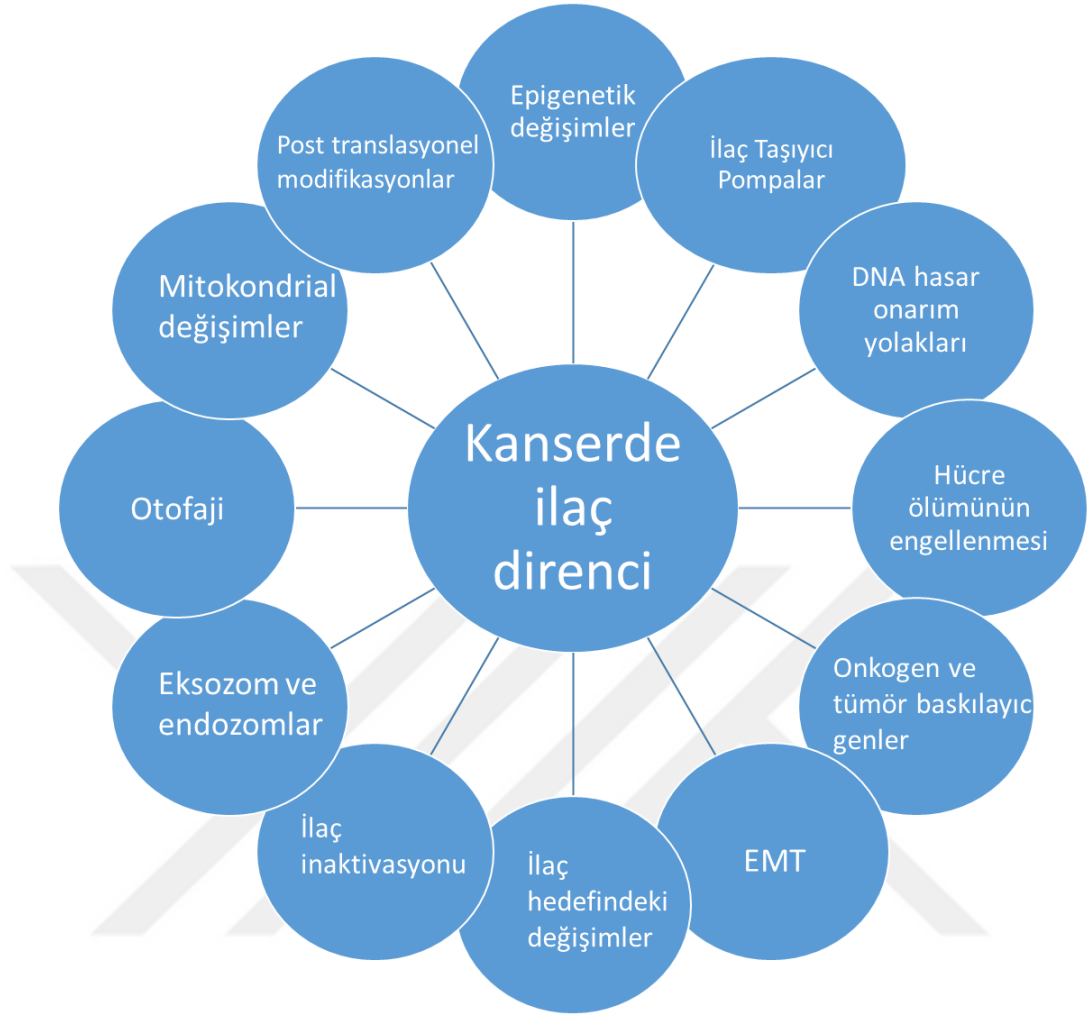 Epigenetik
değişimler
İlaç Taşıyıcı
Pompalar
DNA hasar
onarım
yolakları
Hücre
ölümünün
engellenmesi
Onkogen ve
tümör baskılayıc
genler
EMT
İlaç
hedefindeki
değişimler
İlaç
inaktivasyonu
Eksozom ve
endozomlar
Otofaji
Mitokondrial
değişimler
Post translasyonel
modifikasyonlar
Kanserde
ilaç
direnci